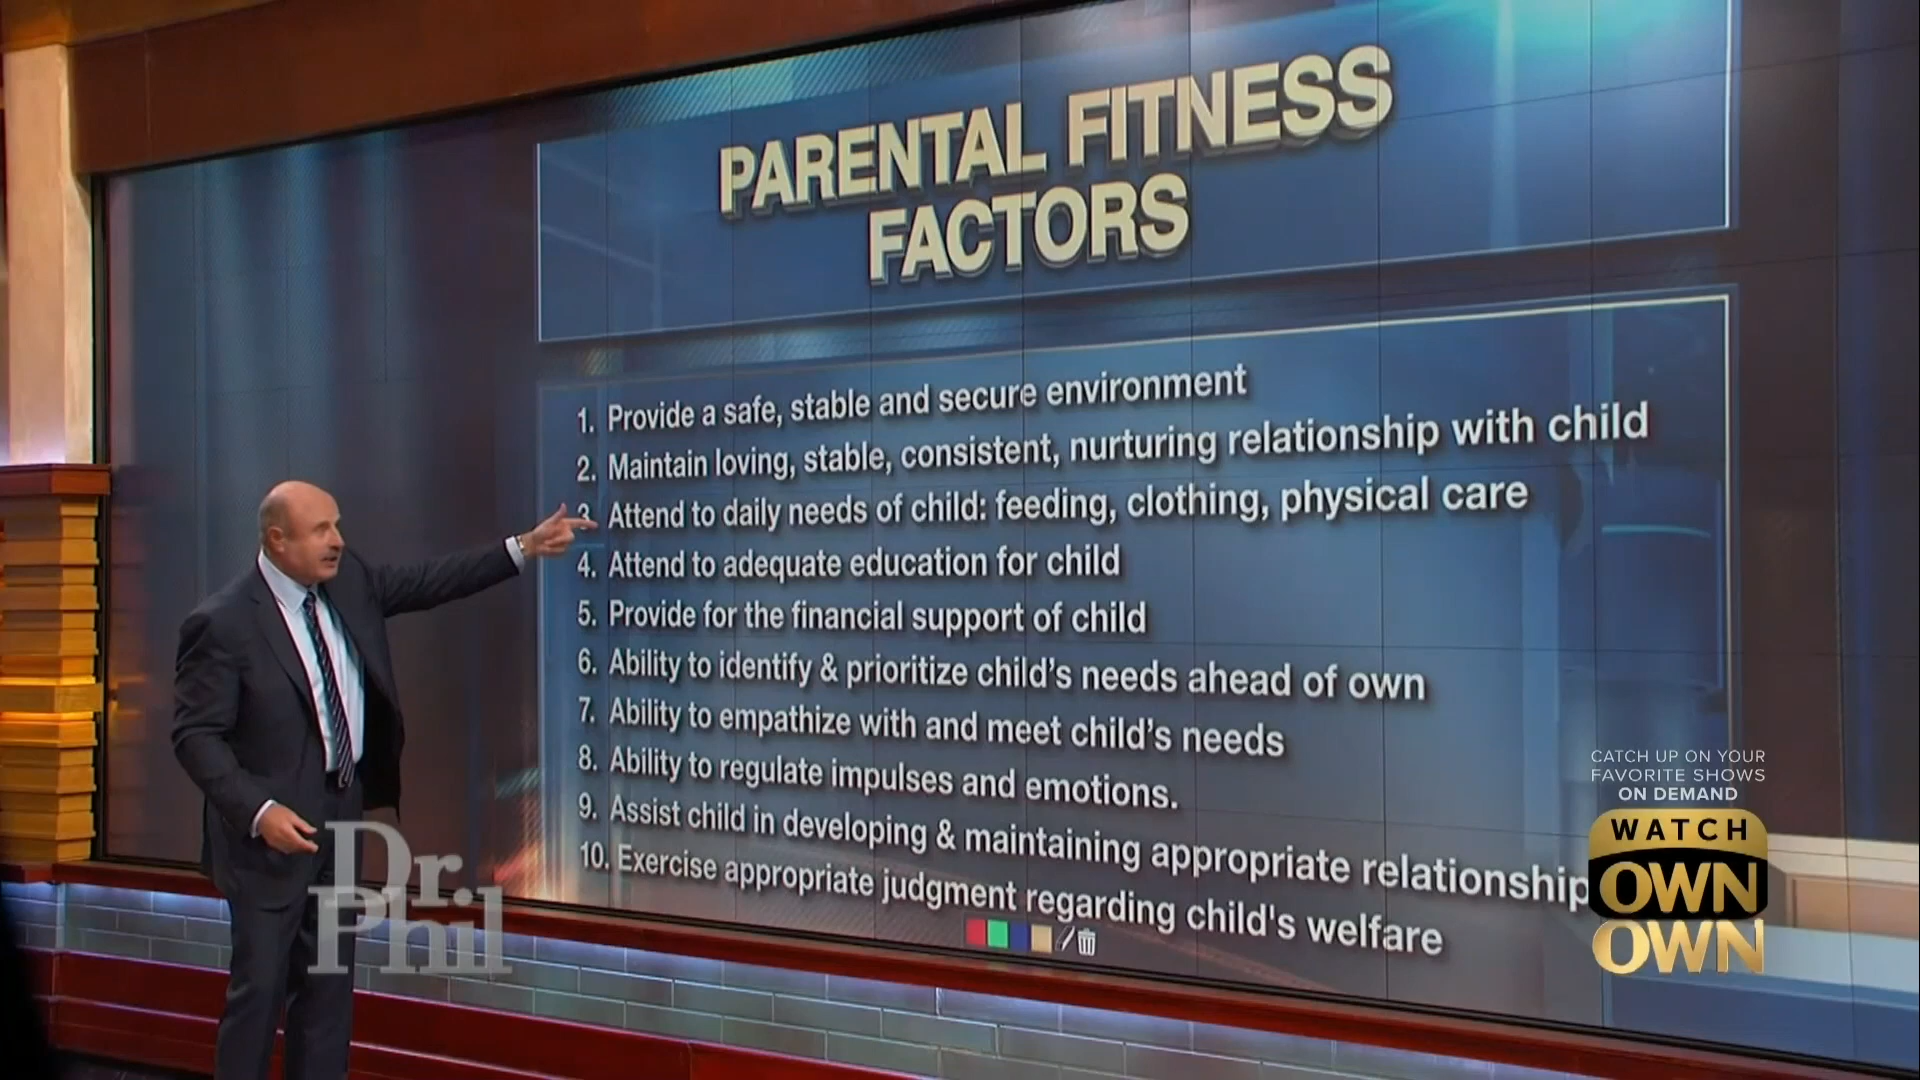 PARENTAL FITNESS
FACTORS
1. Provide a safe, stable and secure environment
2. Maintain loving, stable, consistent, nurturing relationship with child
3. Attend to daily needs of child: feeding, clothing, physical care
4. Attend to adequate education for child
5. Provide for the financial support of child
6. Ability to identify & prioritize child's needs ahead of own
7. Ability to empathize with and meet child's needs
8. Ability to regulate impulses and emotions.
9. Assist child in developing & maintaining appropriate relationship
10. Exercise appropriate judgment regarding child's welfare
Dr.
Phil
CATCH UP ON YOUR
FAVORITE SHOWS
ON DEMAND
WATCH
OWN
OWN